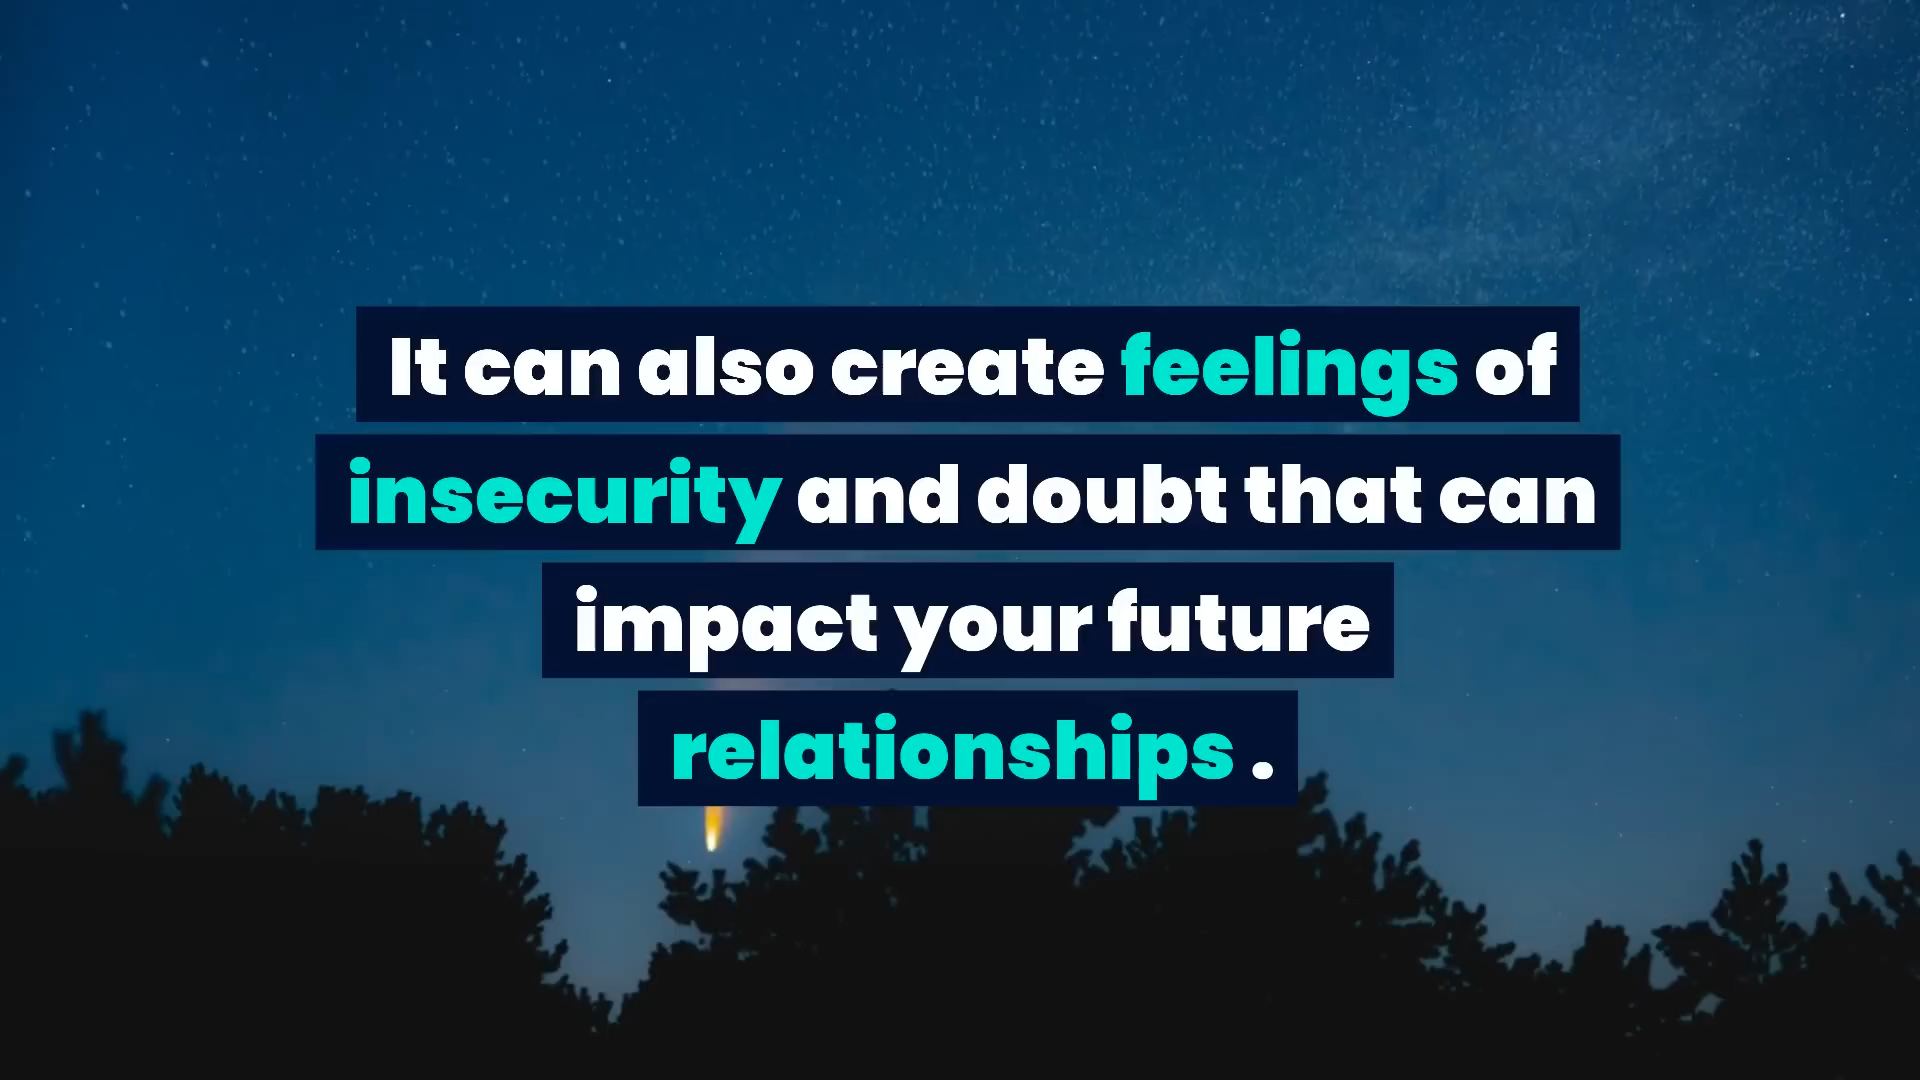 It can also create feelings of
insecurity and doubt that can
impact your future
relationships .